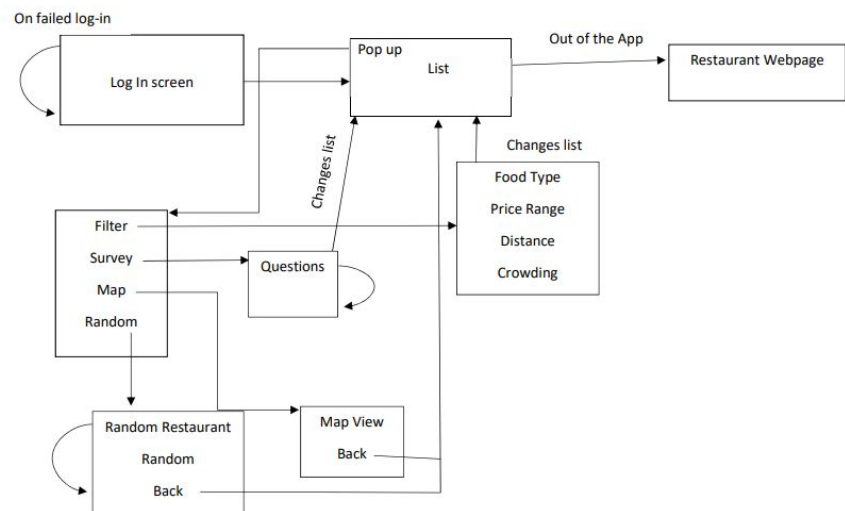 On failed log-in
Log In screen
Pop up
List
Out of the App
Restaurant Webpage
Changes list
Changes list
Food Type
Price Range
Distance
Crowding
Filter
Survey
Map
Random
Questions
Random Restaurant
Random
Back
Map View
Back